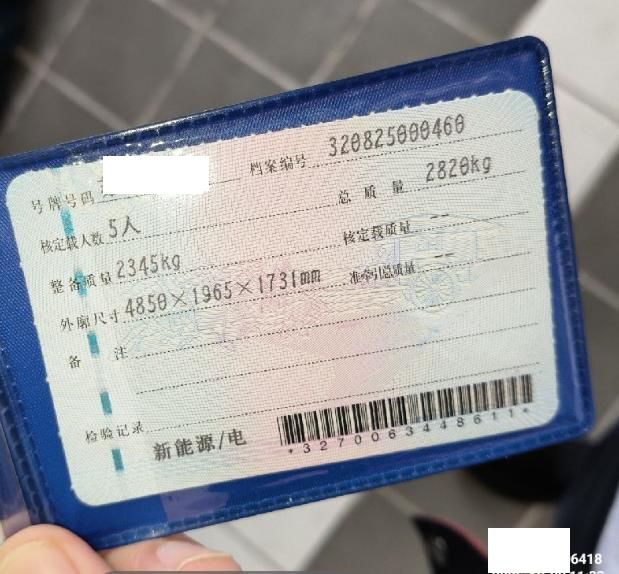 号牌号码 档案编号 320825000460
核定载人数 5人 总质量 2820kg
整备质量 2345kg 核定载质量 --
外廓尺寸 4850×1965×1731mm 准牵引总质量 --
备注
检验记录
新能源/电
*3270063448611*
6418